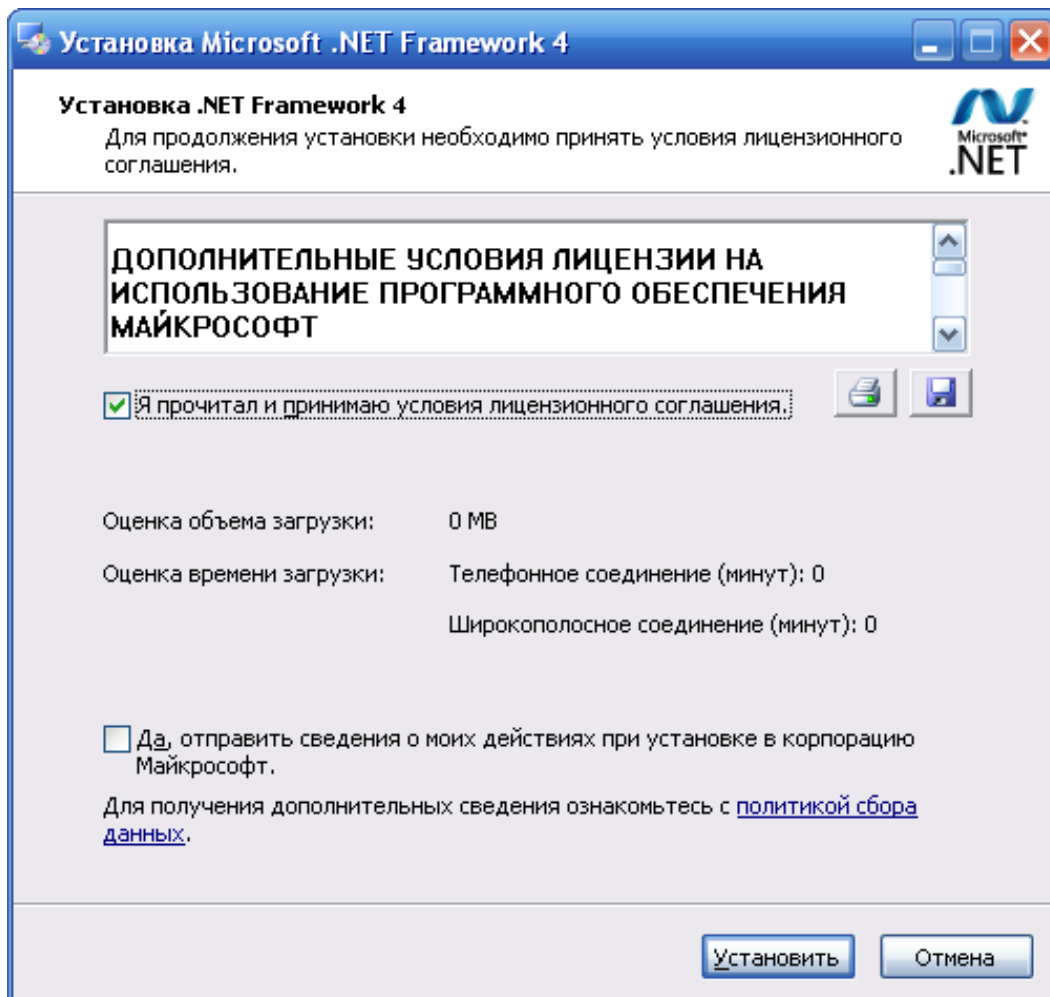 Установка Microsoft .NET Framework 4
Установка .NET Framework 4
Для продолжения установки необходимо принять условия лицензионного
соглашения.
Microsoft
.NET
ДОПОЛНИТЕЛЬНЫЕ УСЛОВИЯ ЛИЦЕНЗИИ НА
ИСПОЛЬЗОВАНИЕ ПРОГРАММНОГО ОБЕСПЕЧЕНИЯ
МАЙКРОСОФТ
Я прочитал и принимаю условия лицензионного соглашения.
Оценка объема загрузки: 0 MB
Оценка времени загрузки: Телефонное соединение (минут): 0
Широкополосное соединение (минут): 0
Да, отправить сведения о моих действиях при установке в корпорацию
Майкрософт.
Для получения дополнительных сведения ознакомьтесь с политикой сбора
данных.
Установить Отмена